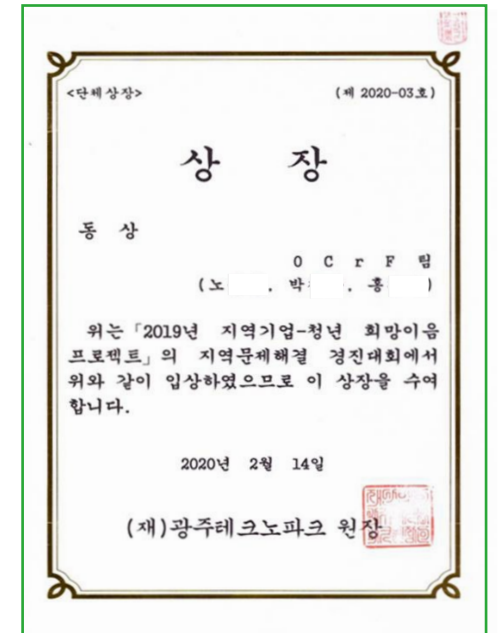 <단체상장>
(제 2020-03호)
상 장
동 상
O C r F 팀
(노 , 박 , 홍 )
위는 「2019년 지역기업-청년 희망이음
프로젝트」의 지역문제해결 경진대회에서
위와 같이 입상하였으므로 이 상장을 수여
합니다.
2020년 2월 14일
(재)광주테크노파크 원장